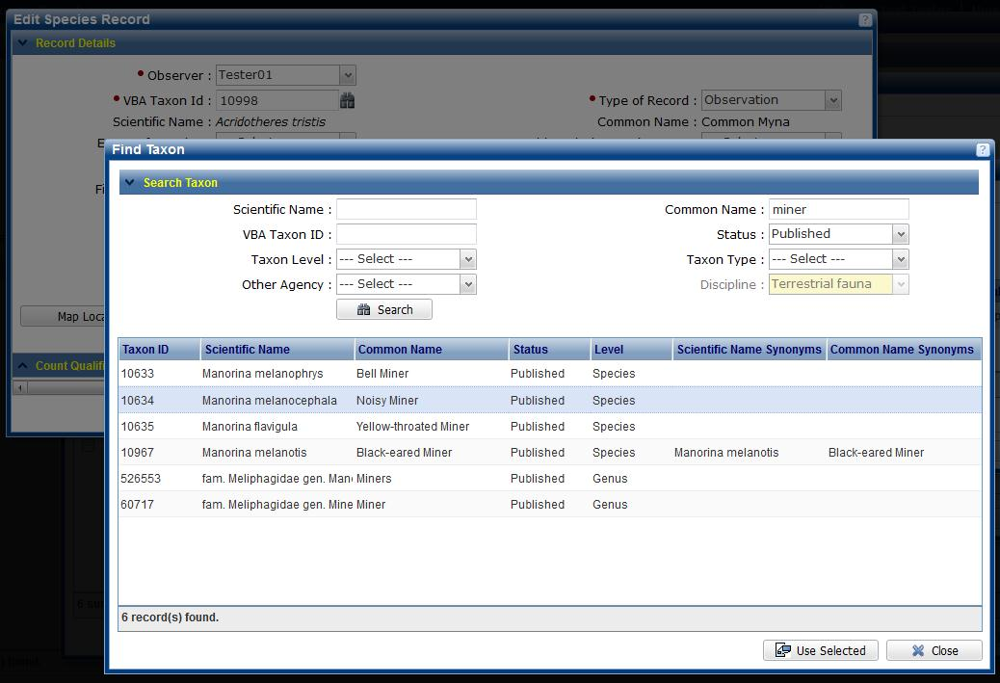 Edit Species Record ?
Record Details
Observer : Tester01
VBA Taxon Id : 10998 Type of Record : Observation
Scientific Name : Acridotheres tristis Common Name : Common Myna
Find Taxon ?
Search Taxon
Scientific Name : Common Name : miner
VBA Taxon ID : Status : Published
Taxon Level : --- Select --- Taxon Type : --- Select ---
Other Agency : --- Select --- Discipline : Terrestrial fauna
Search
Map Loca
Count Qualifi
Taxon ID Scientific Name Common Name Status Level Scientific Name Synonyms Common Name Synonyms
10633 Manorina melanophrys Bell Miner Published Species
10634 Manorina melanocephala Noisy Miner Published Species
10635 Manorina flavigula Yellow-throated Miner Published Species
10967 Manorina melanotis Black-eared Miner Published Species Manorina melanotis Black-eared Miner
526553 fam. Meliphagidae gen. Man Miners Published Genus
60717 fam. Meliphagidae gen. Mine Miner Published Genus
6 record(s) found.
Use Selected Close